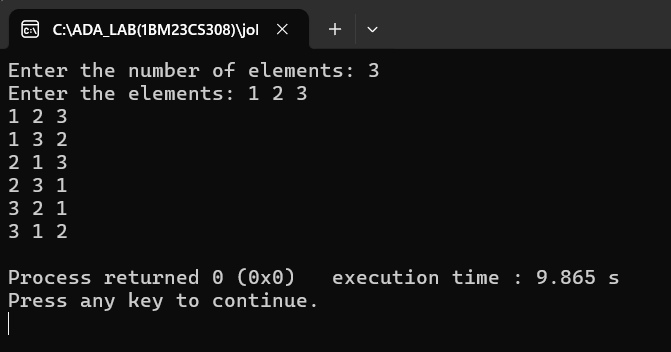 C:\ADA_LAB(1BM23CS308)\jol
Enter the number of elements: 3
Enter the elements: 1 2 3
1 2 3
1 3 2
2 1 3
2 3 1
3 2 1
3 1 2
Process returned 0 (0x0)   execution time : 9.865 s
Press any key to continue.